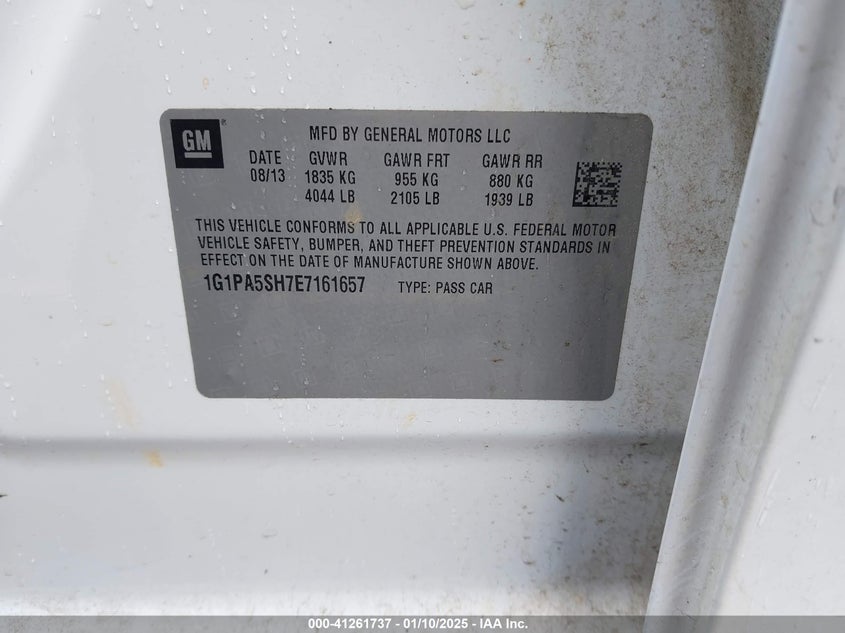 GM®
MFD BY GENERAL MOTORS LLC
DATE GVWR GAWR FRT GAWR RR
08/13 1835 KG 955 KG 880 KG
4044 LB 2105 LB 1939 LB
THIS VEHICLE CONFORMS TO ALL APPLICABLE U.S. FEDERAL MOTOR
VEHICLE SAFETY, BUMPER, AND THEFT PREVENTION STANDARDS IN
EFFECT ON THE DATE OF MANUFACTURE SHOWN ABOVE.
1G1PA5SH7E7161657 TYPE: PASS CAR
000-41261737 - 01/10/2025 - IAA Inc.